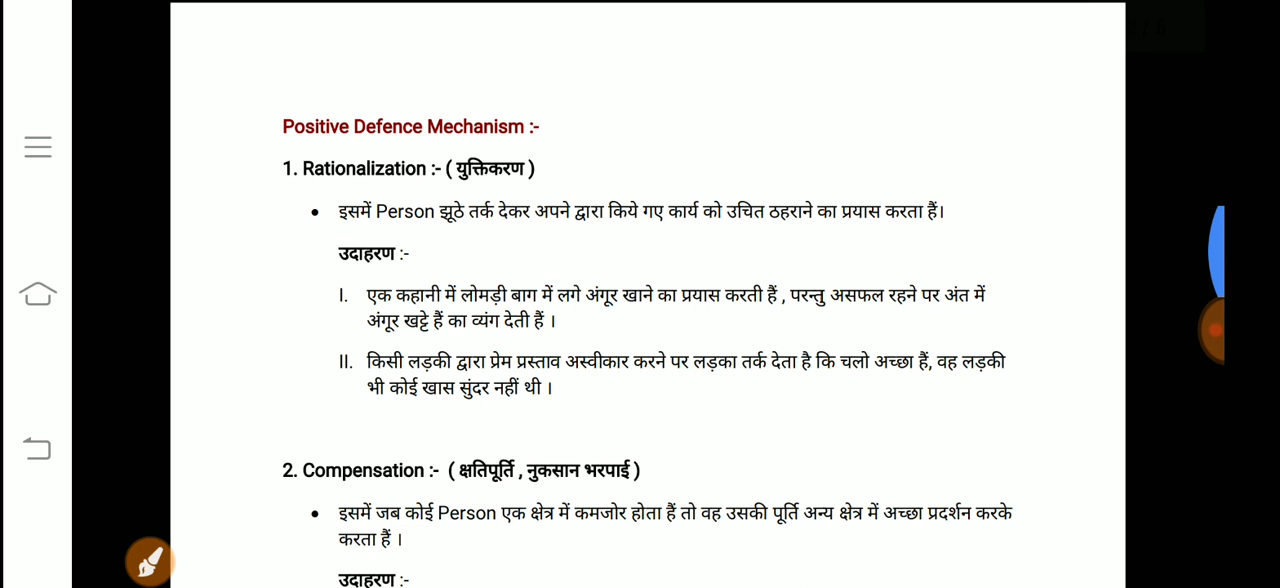 Positive Defence Mechanism :-
1. Rationalization :- ( युक्तिकरण )
• इसमें Person झूठे तर्क देकर अपने द्वारा किये गए कार्य को उचित ठहराने का प्रयास करता हैं।
उदाहरण :-
I. एक कहानी में लोमड़ी बाग में लगे अंगूर खाने का प्रयास करती हैं , परन्तु असफल रहने पर अंत में
अंगूर खट्टे हैं का व्यंग देती हैं ।
II. किसी लड़की द्वारा प्रेम प्रस्ताव अस्वीकार करने पर लड़का तर्क देता है कि चलो अच्छा हैं, वह लड़की
भी कोई खास सुंदर नहीं थी ।
2. Compensation :- ( क्षतिपूर्ति , नुकसान भरपाई )
• इसमें जब कोई Person एक क्षेत्र में कमजोर होता हैं तो वह उसकी पूर्ति अन्य क्षेत्र में अच्छा प्रदर्शन करके
करता हैं ।
उदाहरण :-